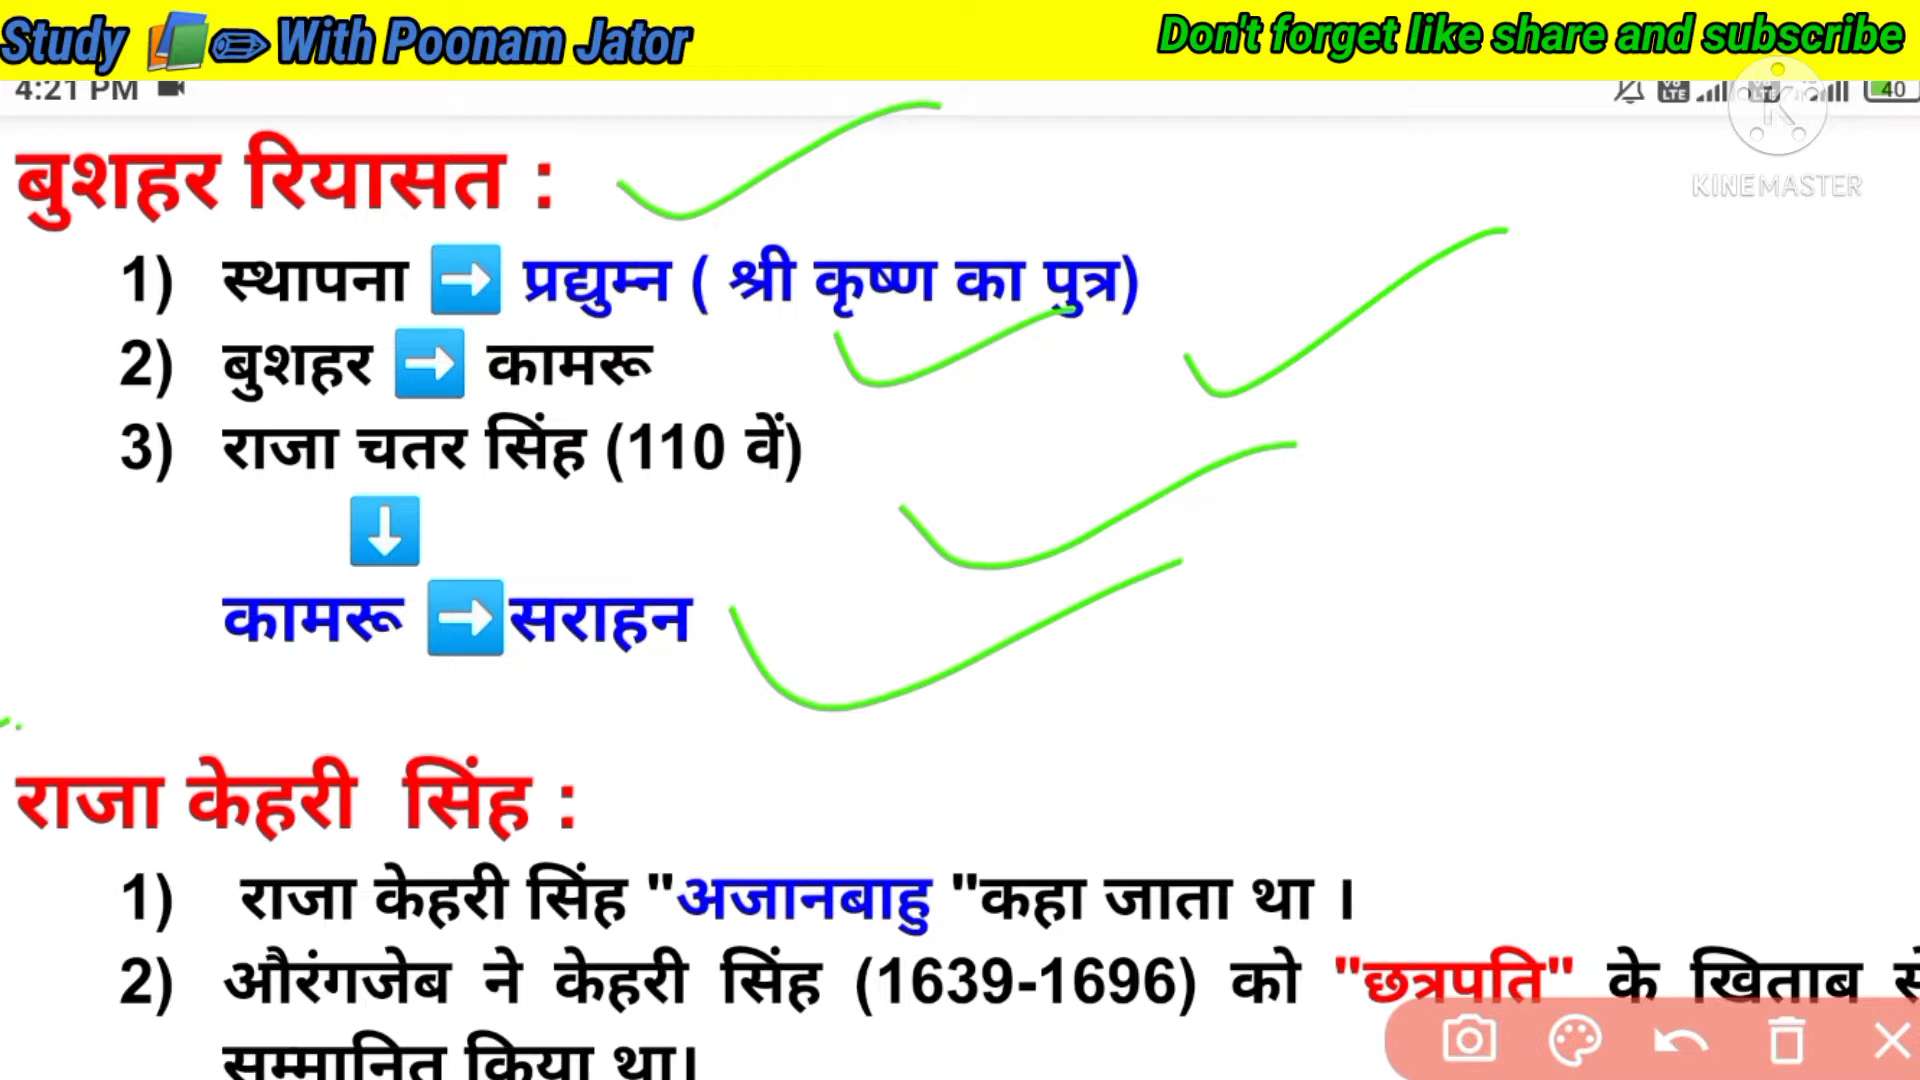 Study With Poonam Jator
Don't forget like share and subscribe
4:21 PM
40
KINEMASTER
बुशहर रियासत :
1) स्थापना ➡ प्रद्युम्न ( श्री कृष्ण का पुत्र)
2) बुशहर ➡ कामरू
3) राजा चतर सिंह (110 वें)
⬇
कामरू ➡सराहन
राजा केहरी सिंह :
1) राजा केहरी सिंह "अजानबाहु "कहा जाता था ।
2) औरंगजेब ने केहरी सिंह (1639-1696) को "छत्रपति" के खिताब से
सम्मानित किया था।